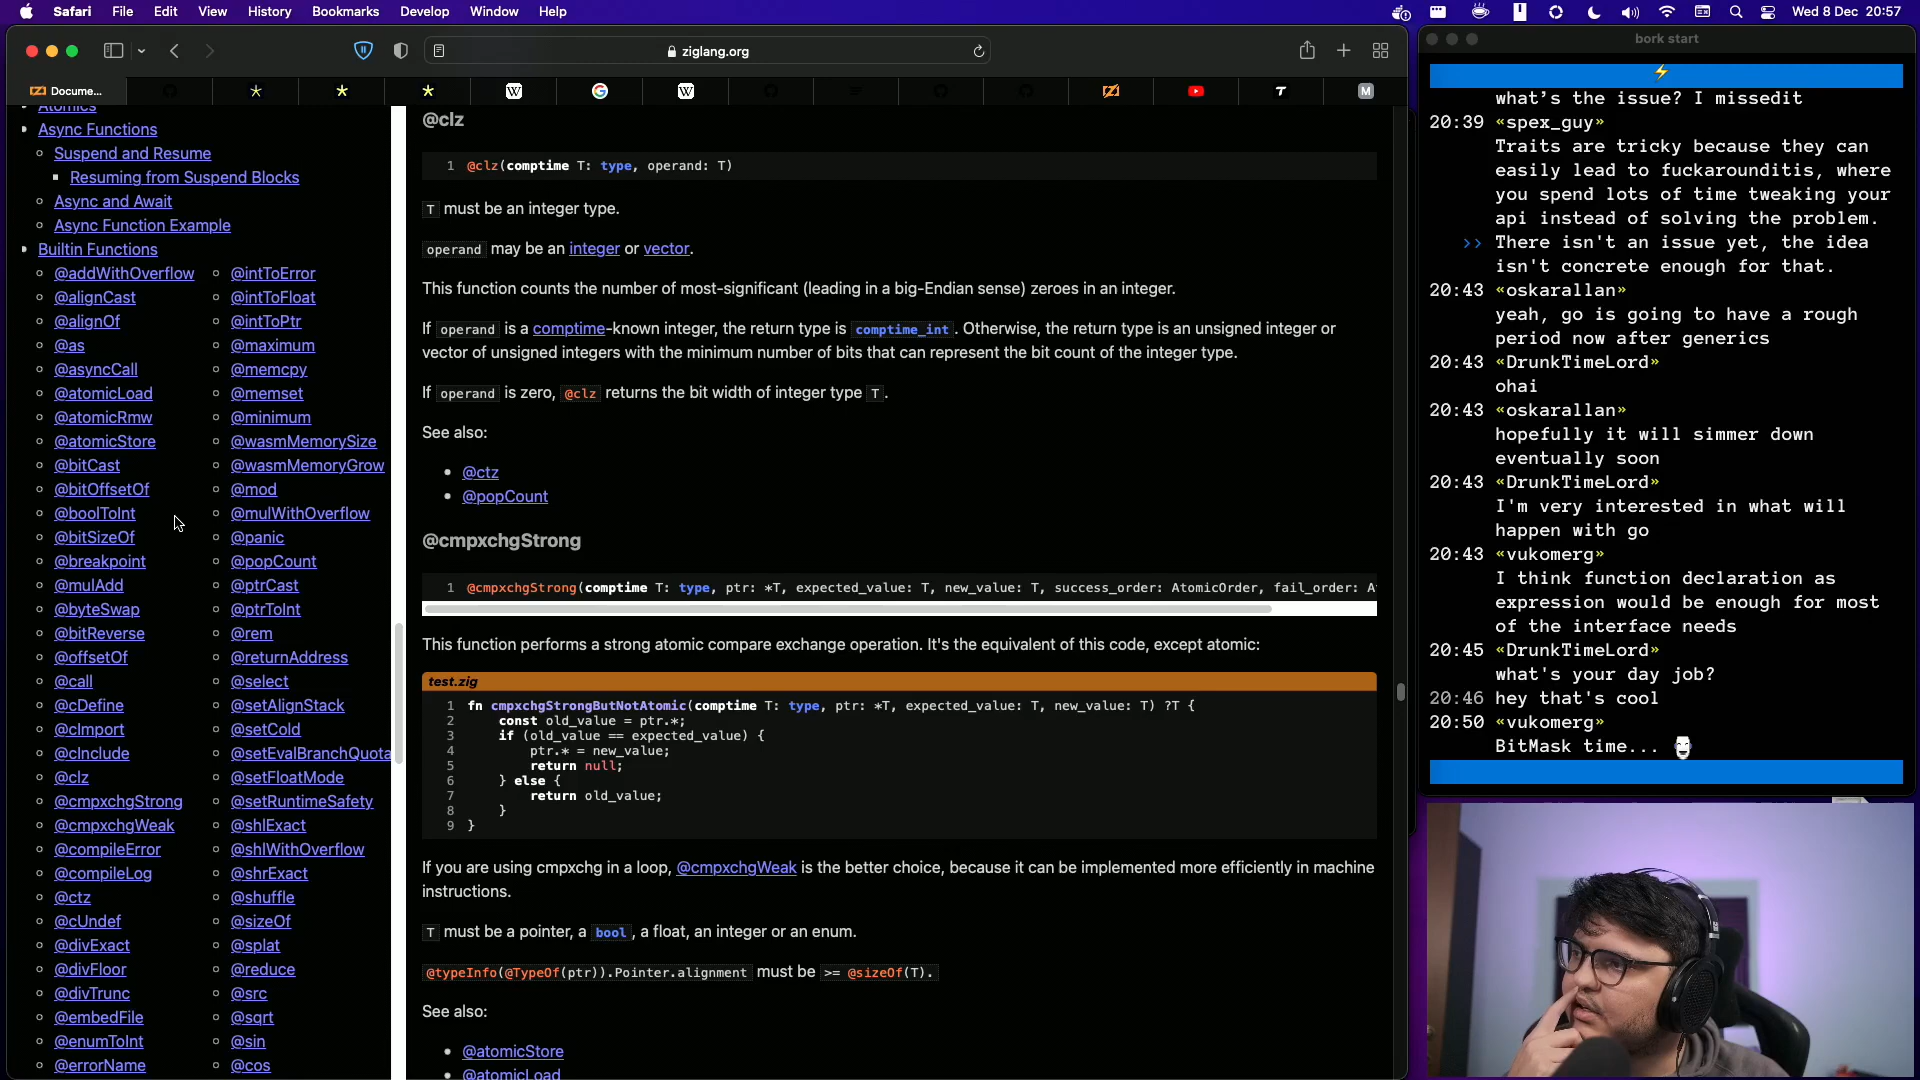 Safari File Edit View History Bookmarks Develop Window Help
Wed 8 Dec 20:57
ziglang.org
Docume...
Atomics
Async Functions
Suspend and Resume
Resuming from Suspend Blocks
Async and Await
Async Function Example
Builtin Functions
@addWithOverflow
@alignCast
@alignOf
@as
@asyncCall
@atomicLoad
@atomicRmw
@atomicStore
@bitCast
@bitOffsetOf
@boolToInt
@bitSizeOf
@breakpoint
@mulAdd
@byteSwap
@bitReverse
@offsetOf
@call
@cDefine
@cImport
@cInclude
@clz
@cmpxchgStrong
@cmpxchgWeak
@compileError
@compileLog
@ctz
@cUndef
@divExact
@divFloor
@divTrunc
@embedFile
@enumToInt
@errorName
@intToError
@intToFloat
@intToPtr
@maximum
@memcpy
@memset
@minimum
@wasmMemorySize
@wasmMemoryGrow
@mod
@mulWithOverflow
@panic
@popCount
@ptrCast
@ptrToInt
@rem
@returnAddress
@select
@setAlignStack
@setCold
@setEvalBranchQuota
@setFloatMode
@setRuntimeSafety
@shlExact
@shlWithOverflow
@shrExact
@shuffle
@sizeOf
@splat
@reduce
@src
@sqrt
@sin
@cos
@clz
1 @clz(comptime T: type, operand: T)
T must be an integer type.
operand may be an integer or vector.
This function counts the number of most-significant (leading in a big-Endian sense) zeroes in an integer.
If operand is a comptime-known integer, the return type is comptime_int. Otherwise, the return type is an unsigned integer or
vector of unsigned integers with the minimum number of bits that can represent the bit count of the integer type.
If operand is zero, @clz returns the bit width of integer type T.
See also:
@ctz
@popCount
@cmpxchgStrong
1 @cmpxchgStrong(comptime T: type, ptr: *T, expected_value: T, new_value: T, success_order: AtomicOrder, fail_order: A
This function performs a strong atomic compare exchange operation. It's the equivalent of this code, except atomic:
test.zig
1 fn cmpxchgStrongButNotAtomic(comptime T: type, ptr: *T, expected_value: T, new_value: T) ?T {
2 const old_value = ptr.*;
3 if (old_value == expected_value) {
4 ptr.* = new_value;
5 return null;
6 } else {
7 return old_value;
8 }
9 }
If you are using cmpxchg in a loop, @cmpxchgWeak is the better choice, because it can be implemented more efficiently in machine
instructions.
T must be a pointer, a bool, a float, an integer or an enum.
@typeInfo(@TypeOf(ptr)).Pointer.alignment must be >= @sizeOf(T).
See also:
@atomicStore
@atomicLoad
bork start
⚡
what's the issue? I missedit
20:39 «spex_guy»
Traits are tricky because they can
easily lead to fuckarounditis, where
you spend lots of time tweaking your
api instead of solving the problem.
>> There isn't an issue yet, the idea
isn't concrete enough for that.
20:43 «oskarallan»
yeah, go is going to have a rough
period now after generics
20:43 «DrunkTimeLord»
ohai
20:43 «oskarallan»
hopefully it will simmer down
eventually soon
20:43 «DrunkTimeLord»
I'm very interested in what will
happen with go
20:43 «vukomerg»
I think function declaration as
expression would be enough for most
of the interface needs
20:45 «DrunkTimeLord»
what's your day job?
20:46 hey that's cool
20:50 «vukomerg»
BitMask time...